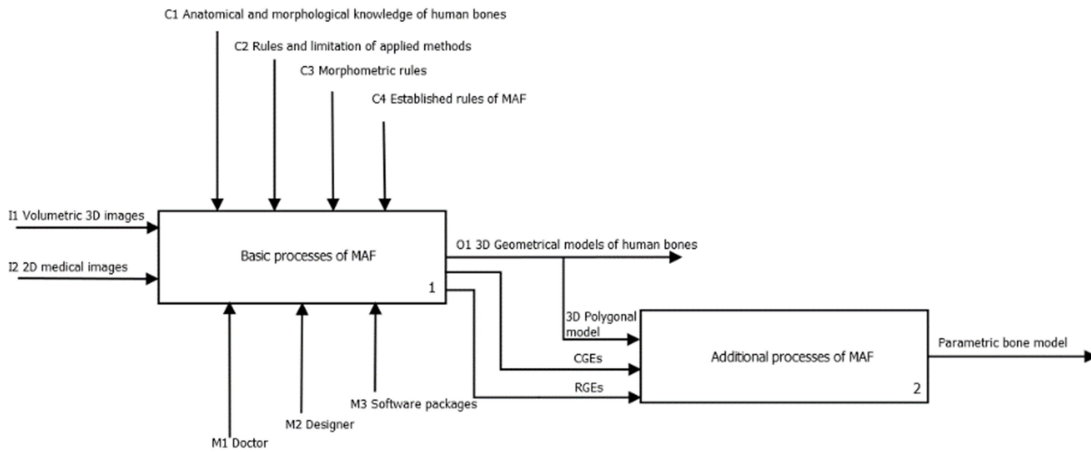 C1 Anatomical and morphological knowledge of human bones
C2 Rules and limitation of applied methods
C3 Morphometric rules
C4 Established rules of MAF
I1 Volumetric 3D images
I2 2D medical images
Basic processes of MAF
1
O1 3D Geometrical models of human bones
3D Polygonal
model
CGEs
RGEs
Additional processes of MAF
2
Parametric bone model
M3 Software packages
M2 Designer
M1 Doctor